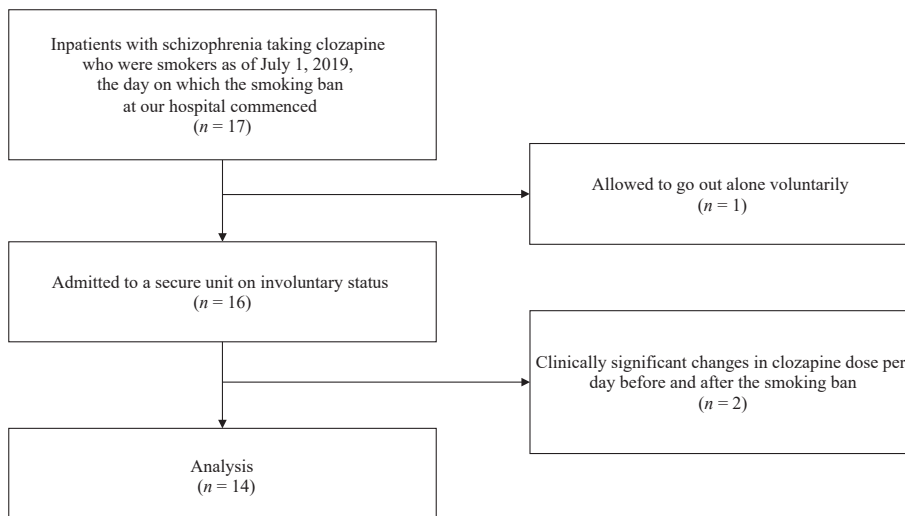 Inpatients with schizophrenia taking clozapine
who were smokers as of July 1, 2019,
the day on which the smoking ban
at our hospital commenced
(n = 17)
Allowed to go out alone voluntarily
(n = 1)
Admitted to a secure unit on involuntary status
(n = 16)
Clinically significant changes in clozapine dose per
day before and after the smoking ban
(n = 2)
Analysis
(n = 14)